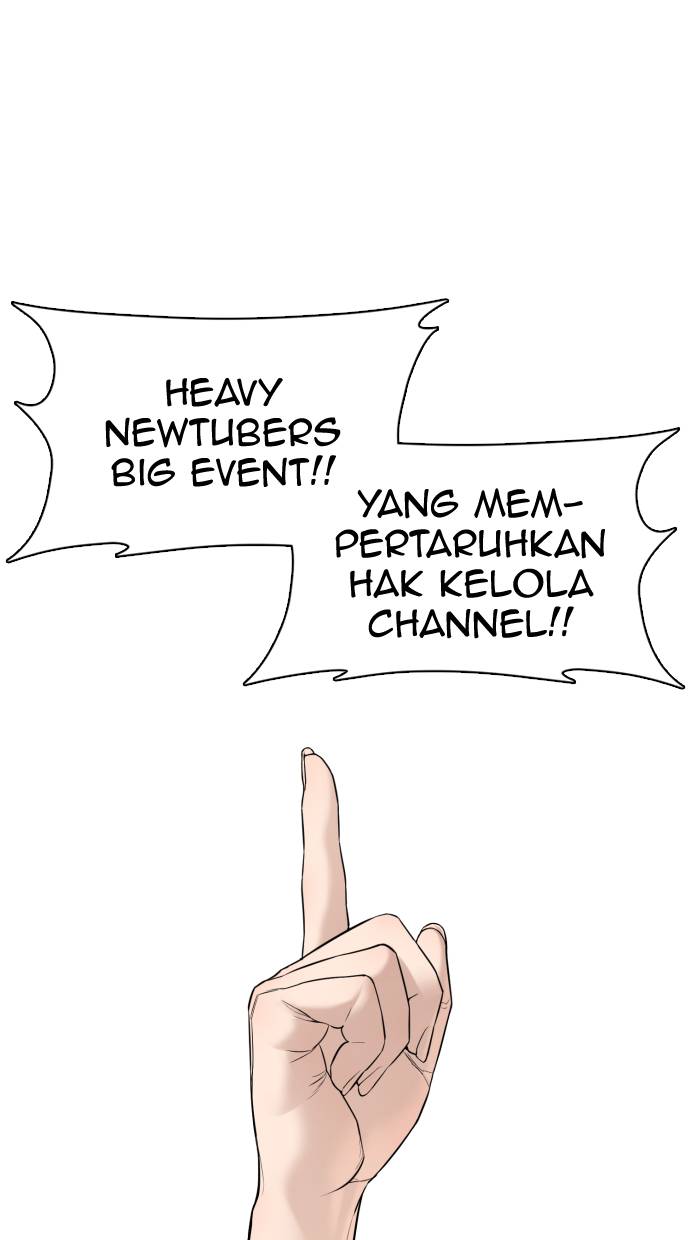 HEAVY
NEWTUBERS
BIG EVENT!!
YANG MEM-
PERTARUHKAN
HAK KELOLA
CHANNEL!!